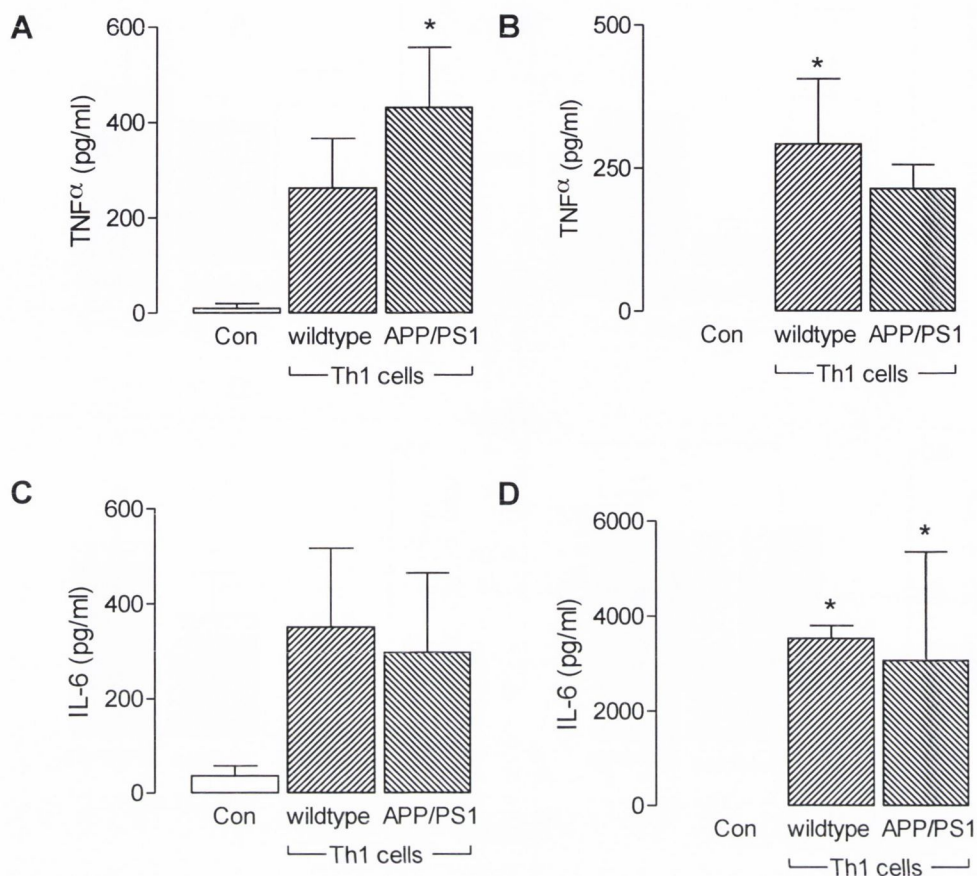 A
TNFα (pg/ml)
600
400
200
0
*
Con wildtype APP/PS1
Th1 cells
B
TNFα (pg/ml)
500
250
0
*
Con wildtype APP/PS1
Th1 cells
C
IL-6 (pg/ml)
600
400
200
0
Con wildtype APP/PS1
Th1 cells
D
IL-6 (pg/ml)
6000
4000
2000
0
*
*
Con wildtype APP/PS1
Th1 cells